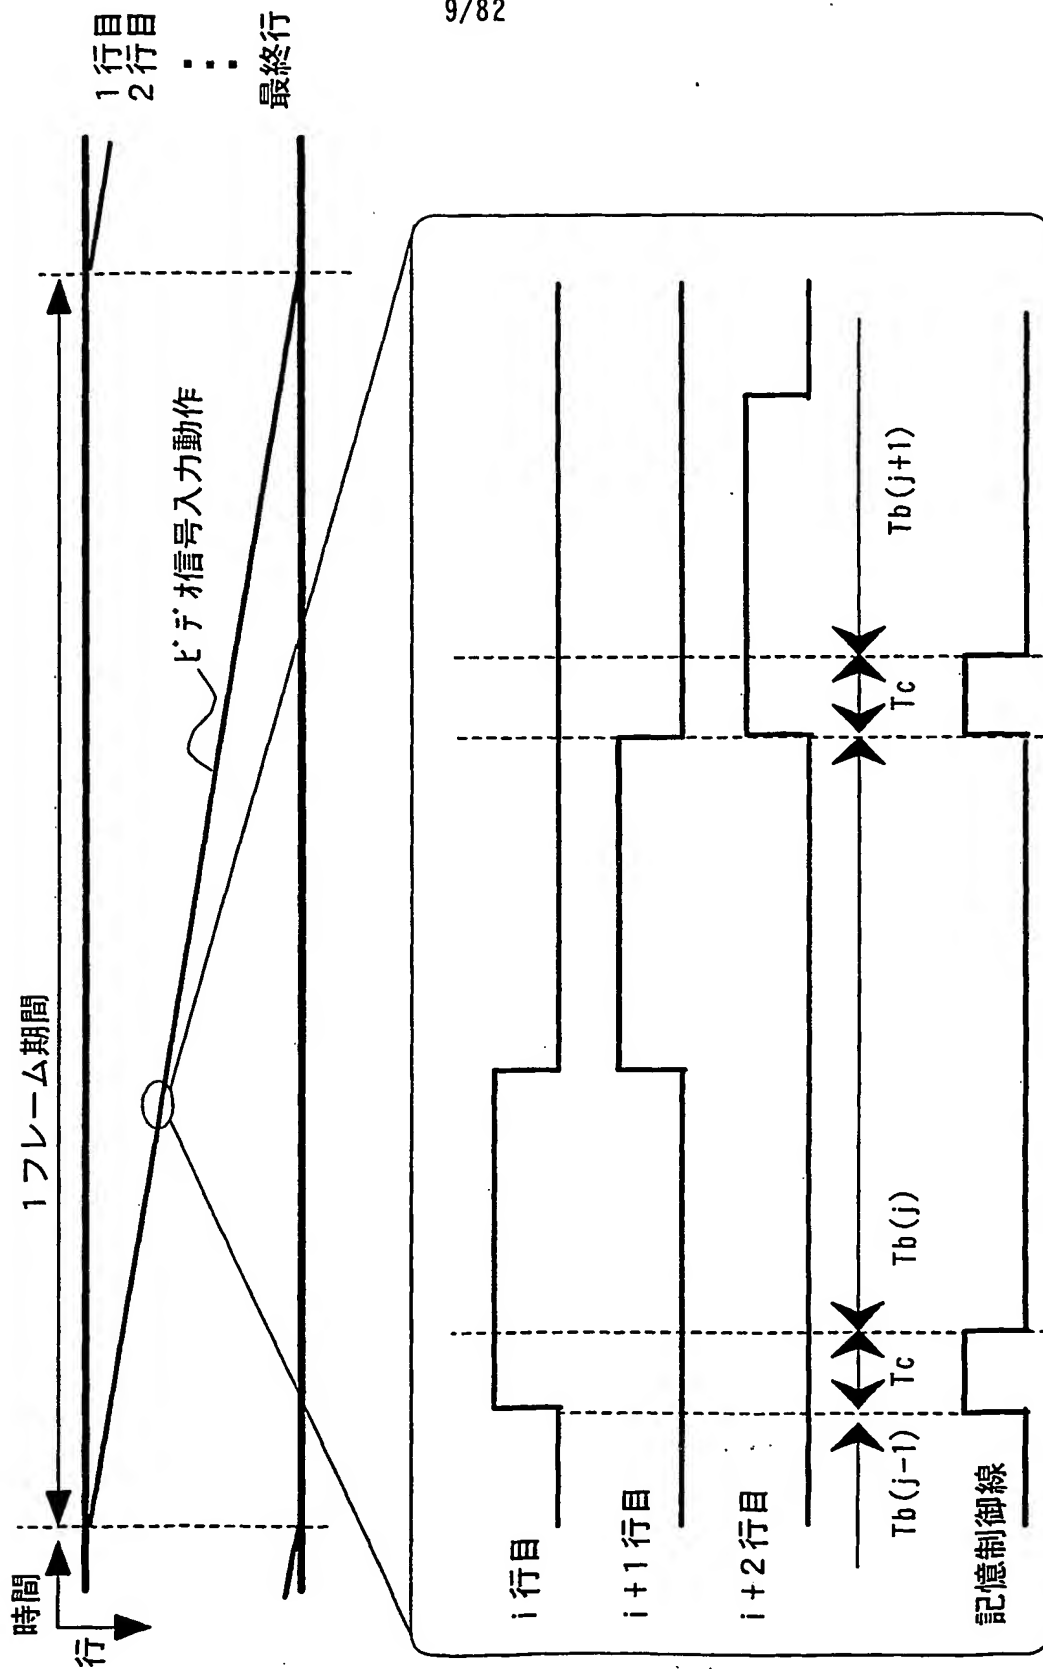 9/82
時間
行
1フレーム期間
1行目
2行目
最終行
ビデオ信号入力動作
i行目
i+1行目
i+2行目
Tb(j-1)
Tc
Tb(j)
Tc
Tb(j+1)
記憶制御線